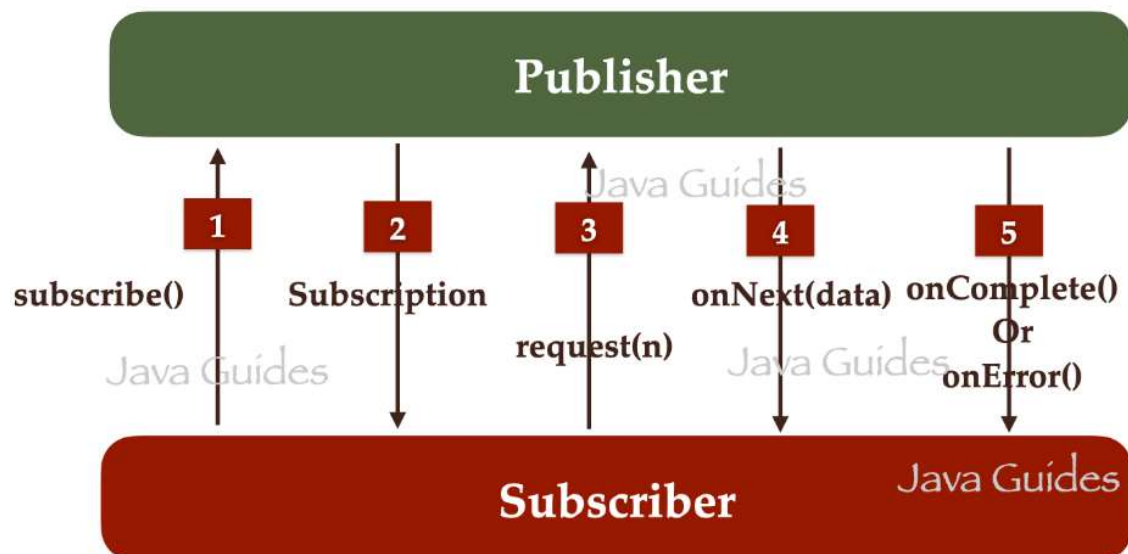 Publisher
Java Guides
1
2
3
4
5
subscribe()
Subscription
onNext(data)
onComplete()
Or
request(n)
Java Guides
Java Guides
onError()
Java Guides
Subscriber